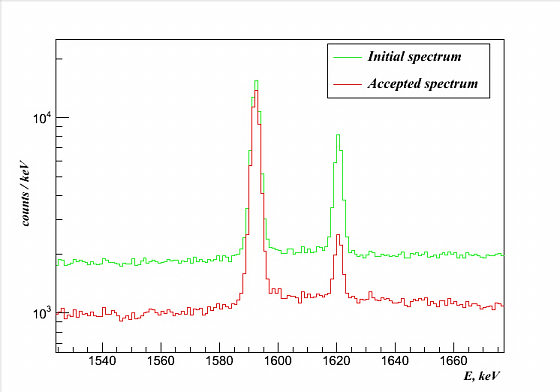 Initial spectrum
Accepted spectrum
counts / keV
10⁴
10³
1540 1560 1580 1600 1620 1640 1660
E, keV